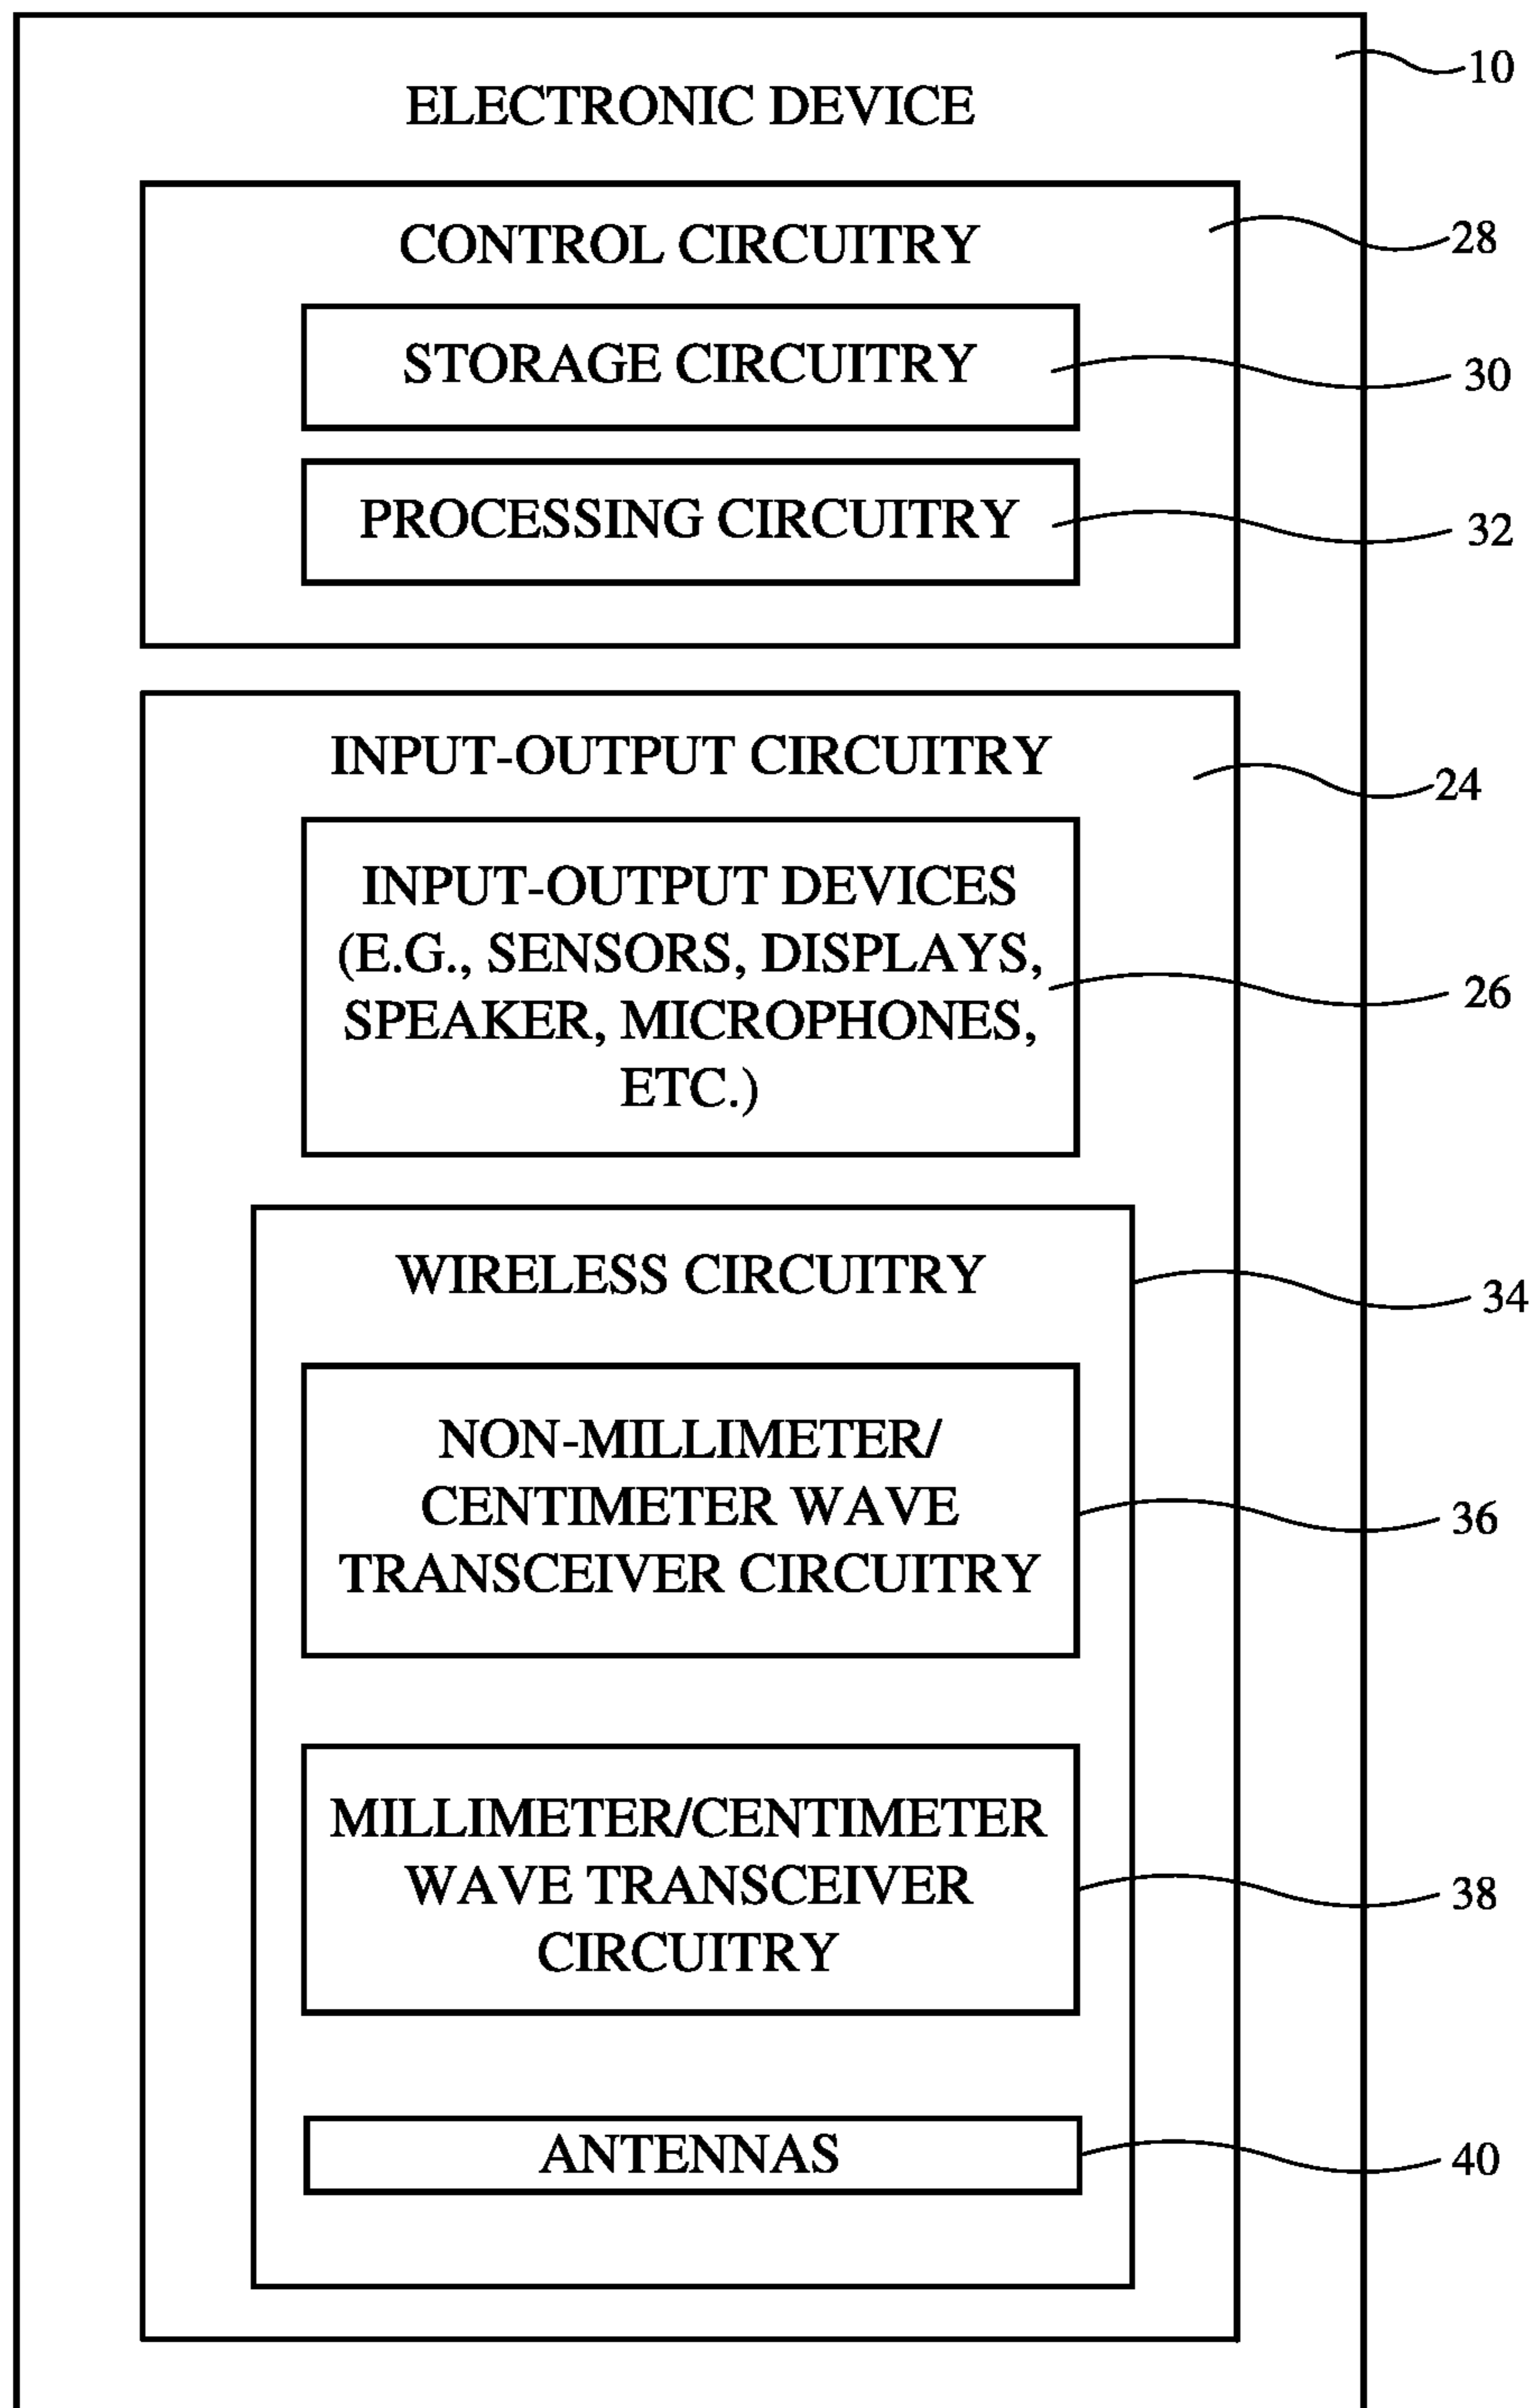 10
ELECTRONIC DEVICE
CONTROL CIRCUITRY
28
STORAGE CIRCUITRY
30
PROCESSING CIRCUITRY
32
INPUT-OUTPUT CIRCUITRY
24
INPUT-OUTPUT DEVICES
(E.G., SENSORS, DISPLAYS,
SPEAKER, MICROPHONES,
ETC.)
26
WIRELESS CIRCUITRY
34
NON-MILLIMETER/
CENTIMETER WAVE
TRANSCEIVER CIRCUITRY
36
MILLIMETER/CENTIMETER
WAVE TRANSCEIVER
CIRCUITRY
38
ANTENNAS
40